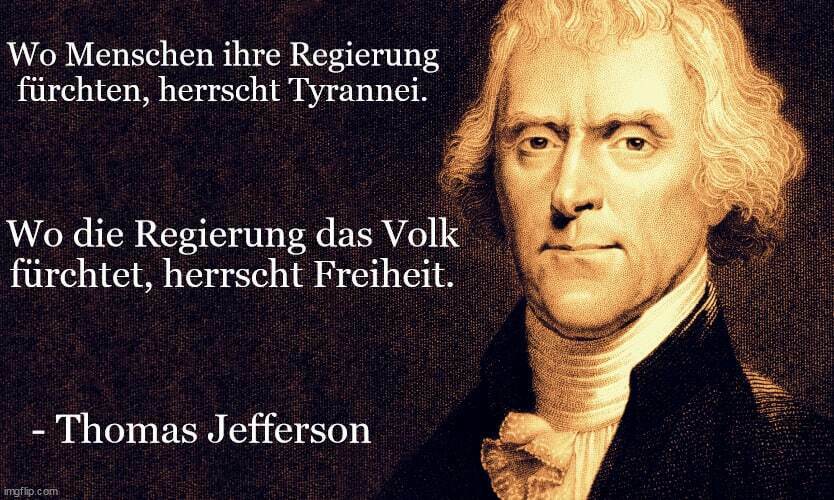 Wo Menschen ihre Regierung
fürchten, herrscht Tyrannei.
Wo die Regierung das Volk
fürchtet, herrscht Freiheit.
- Thomas Jefferson
imgflip.com